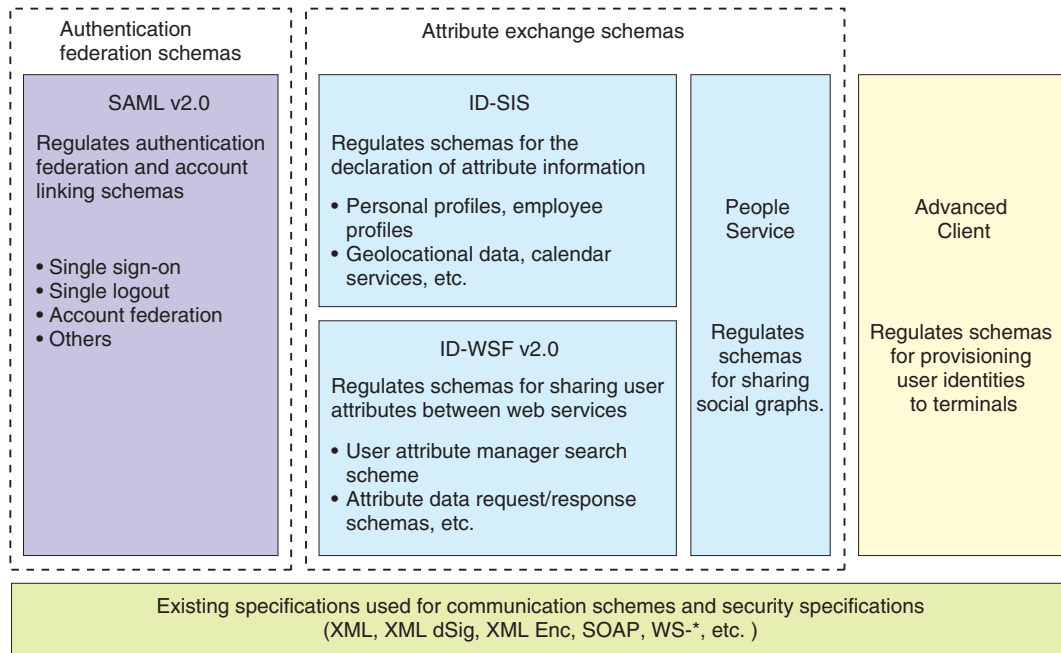 Authentication
federation schemas
SAML v2.0
Regulates authentication
federation and account
linking schemas
• Single sign-on
• Single logout
• Account federation
• Others
Attribute exchange schemas
ID-SIS
Regulates schemas for the
declaration of attribute information
• Personal profiles, employee
profiles
• Geolocational data, calendar
services, etc.
ID-WSF v2.0
Regulates schemas for sharing user
attributes between web services
• User attribute manager search
scheme
• Attribute data request/response
schemas, etc.
People
Service
Regulates
schemas
for sharing
social graphs.
Advanced
Client
Regulates schemas
for provisioning
user identities
to terminals
Existing specifications used for communication schemes and security specifications
(XML, XML dSig, XML Enc, SOAP, WS-*, etc. )